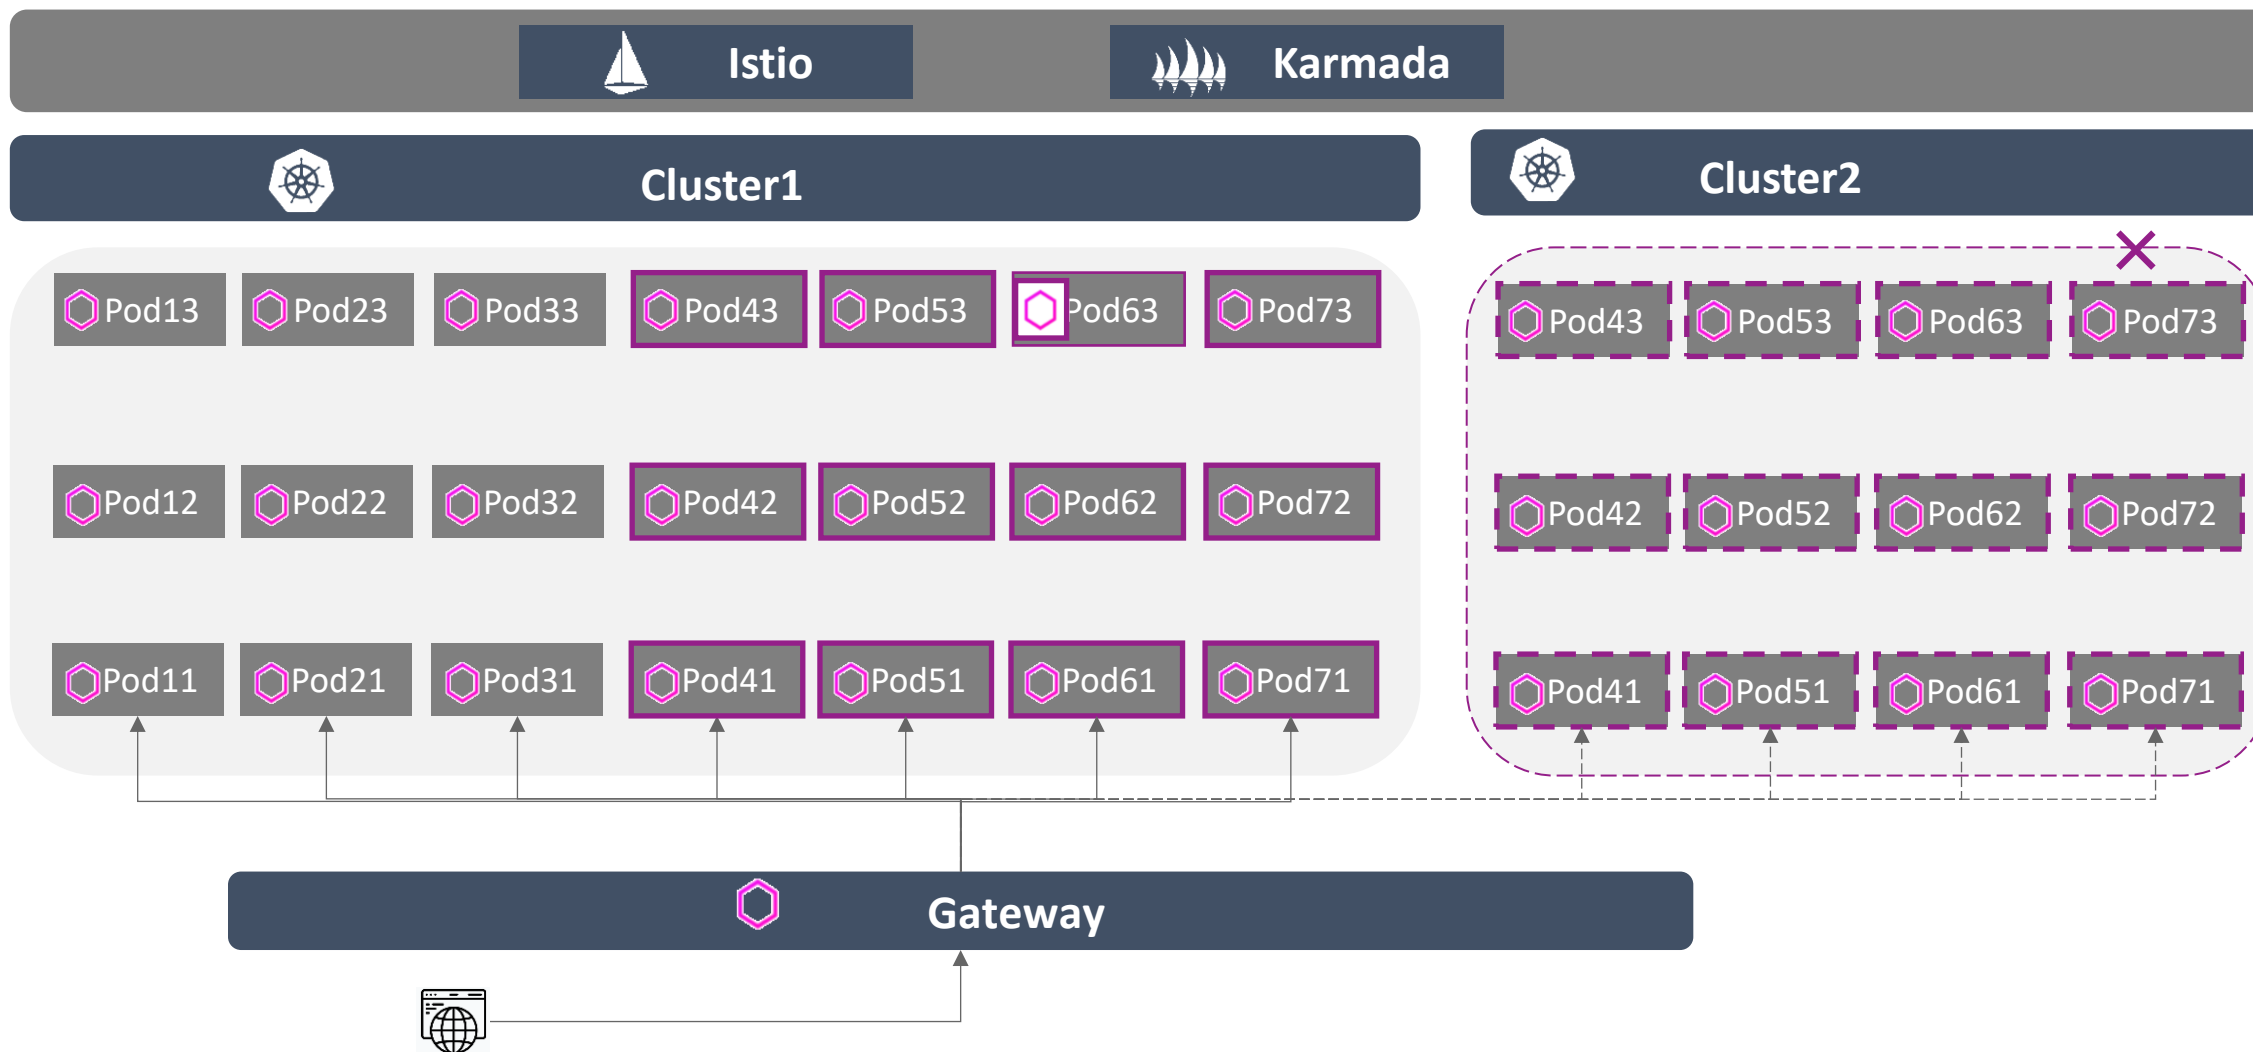 Istio
Karmada
Cluster1
Cluster2
Pod13 Pod23 Pod33 Pod43 Pod53 Pod63 Pod73
Pod43 Pod53 Pod63 Pod73
Pod12 Pod22 Pod32 Pod42 Pod52 Pod62 Pod72
Pod42 Pod52 Pod62 Pod72
Pod11 Pod21 Pod31 Pod41 Pod51 Pod61 Pod71
Pod41 Pod51 Pod61 Pod71
Gateway